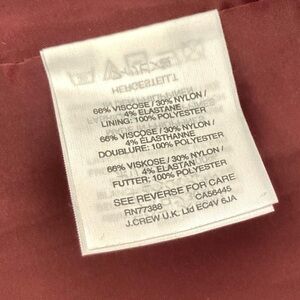 66% VISCOSE / 30% NYLON /
4% ELASTANE
LINING: 100% POLYESTER
66% VISCOSE / 30% NYLON /
4% ELASTHANNE
DOUBLURE: 100% POLYESTER
66% VISKOSE / 30% NYLON /
4% ELASTAN
FUTTER: 100% POLYESTER
SEE REVERSE FOR CARE
RN77388 CA56445
J.CREW U.K. Ltd EC4V 6JA